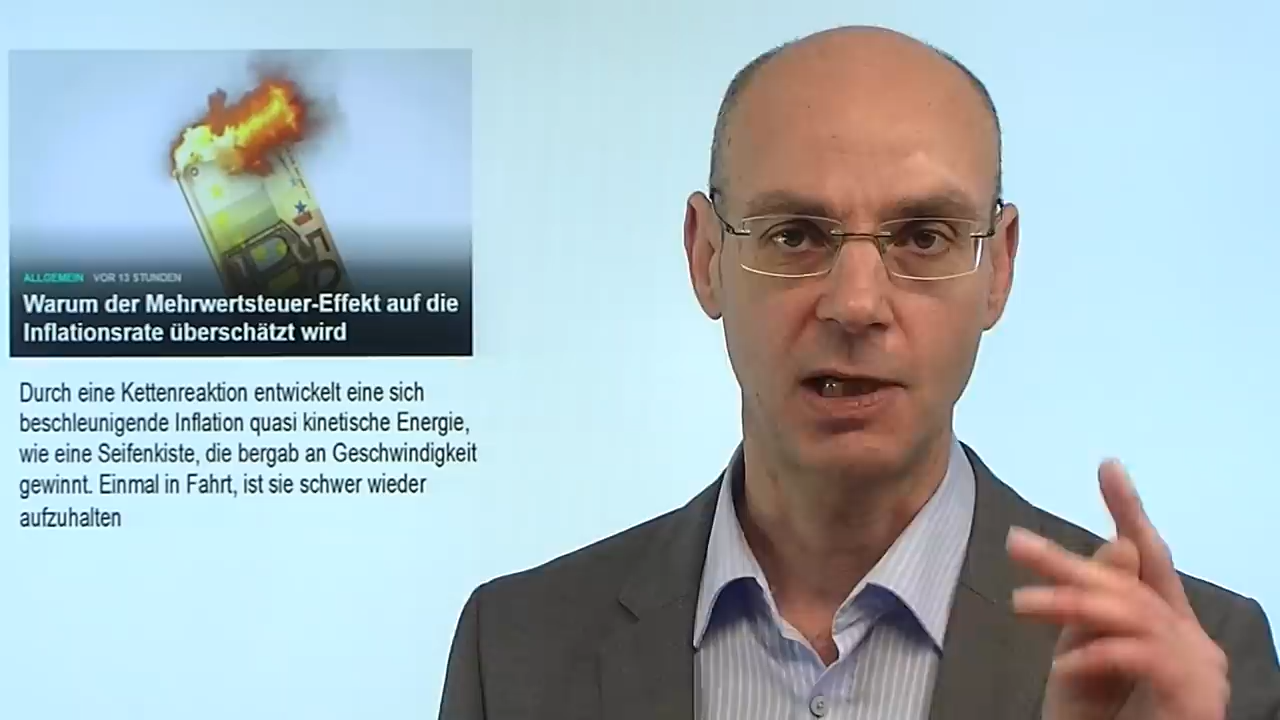 ALLGEMEIN VOR 13 STUNDEN
Warum der Mehrwertsteuer-Effekt auf die
Inflationsrate überschätzt wird
Durch eine Kettenreaktion entwickelt eine sich
beschleunigende Inflation quasi kinetische Energie,
wie eine Seifenkiste, die bergab an Geschwindigkeit
gewinnt. Einmal in Fahrt, ist sie schwer wieder
aufzuhalten